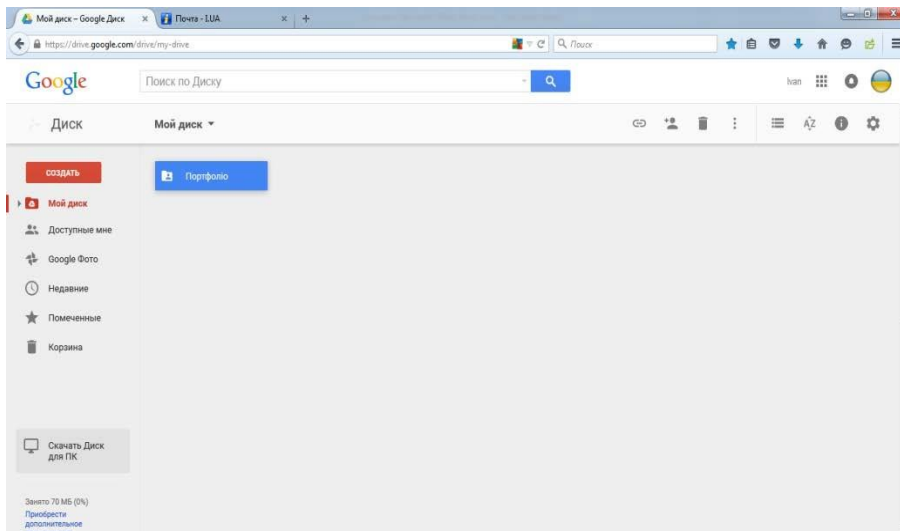 Мой диск – Google Диск
Почта - I.UA
https://drive.google.com/drive/my-drive
Поиск
Google
Поиск по Диску
Ivan
Диск
Мой диск
AZ
СОЗДАТЬ
Портфоліо
Мой диск
Доступные мне
Google Фото
Недавние
Помеченные
Корзина
Скачать Диск
для ПК
Занято 70 МБ (0%)
Приобрести
дополнительное